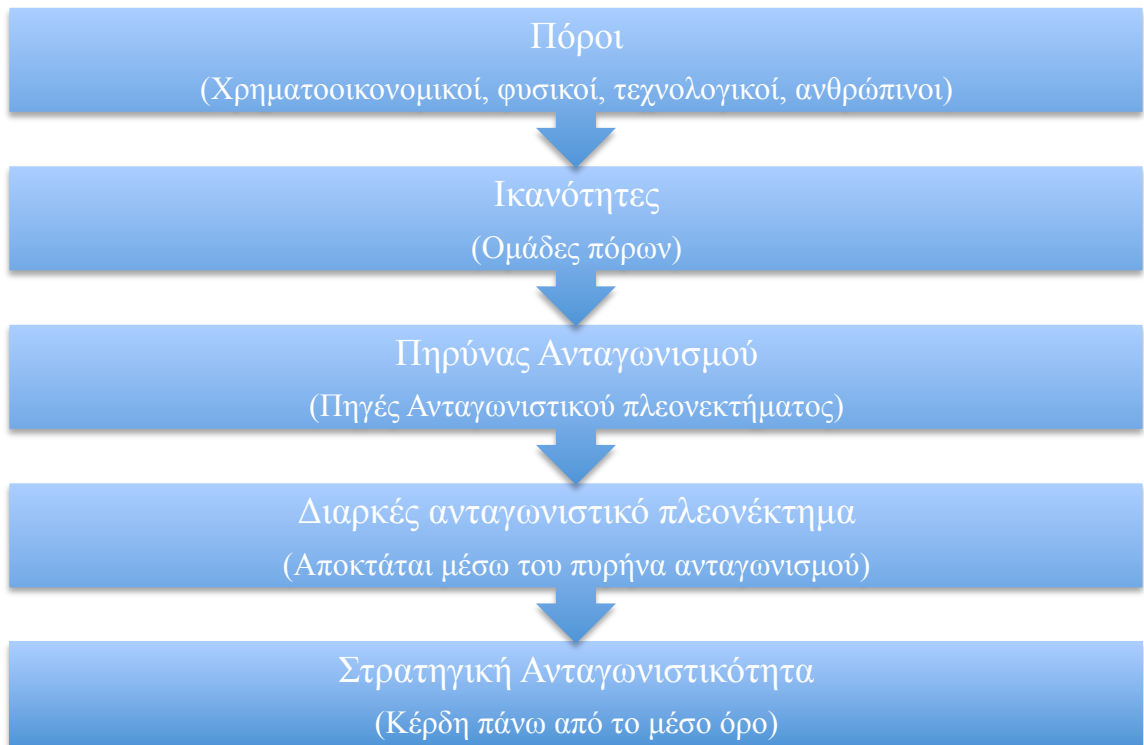 Πόροι
(Χρηματοοικονομικοί, φυσικοί, τεχνολογικοί, ανθρώπινοι)
Ικανότητες
(Ομάδες πόρων)
Πηρύνας Ανταγωνισμού
(Πηγές Ανταγωνιστικού πλεονεκτήματος)
Διαρκές ανταγωνιστικό πλεονέκτημα
(Αποκτάται μέσω του πυρήνα ανταγωνισμού)
Στρατηγική Ανταγωνιστικότητα
(Κέρδη πάνω από το μέσο όρο)